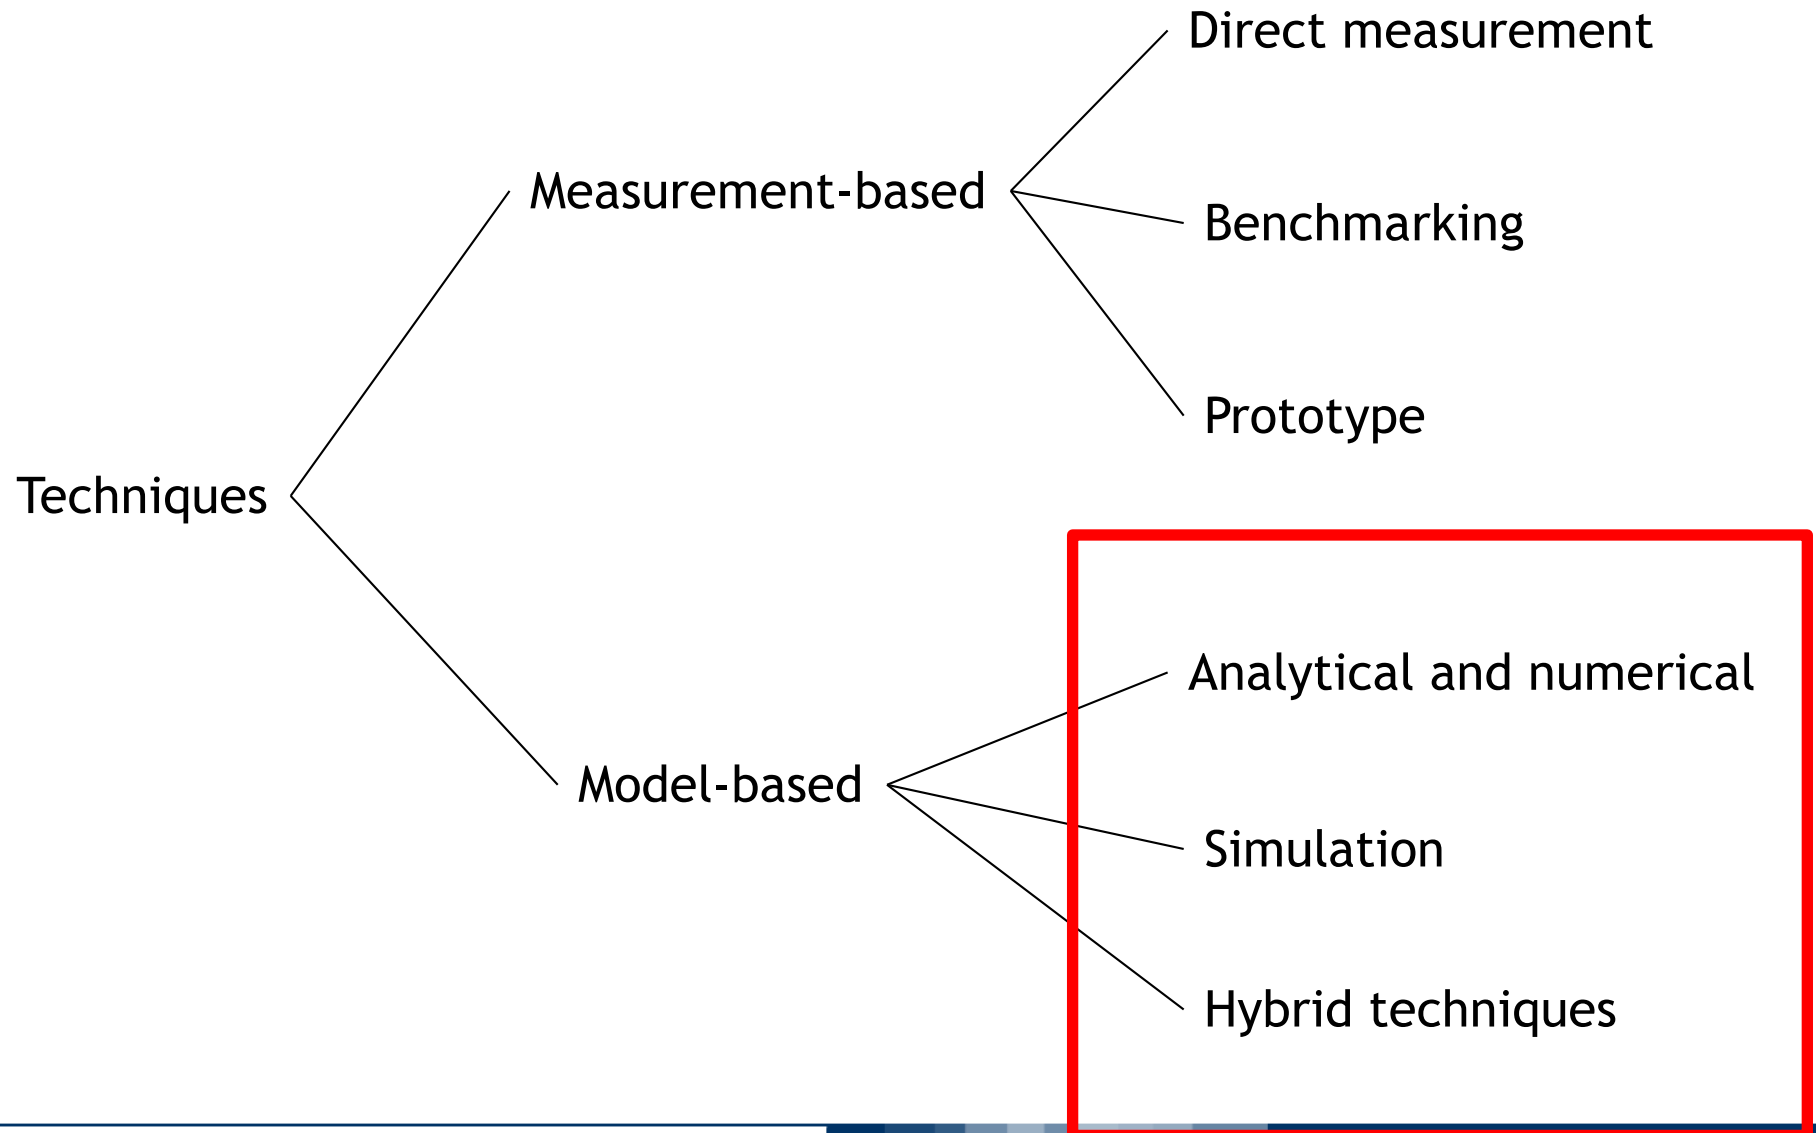 Direct measurement
Measurement-based
Benchmarking
Prototype
Techniques
Analytical and numerical
Model-based
Simulation
Hybrid techniques